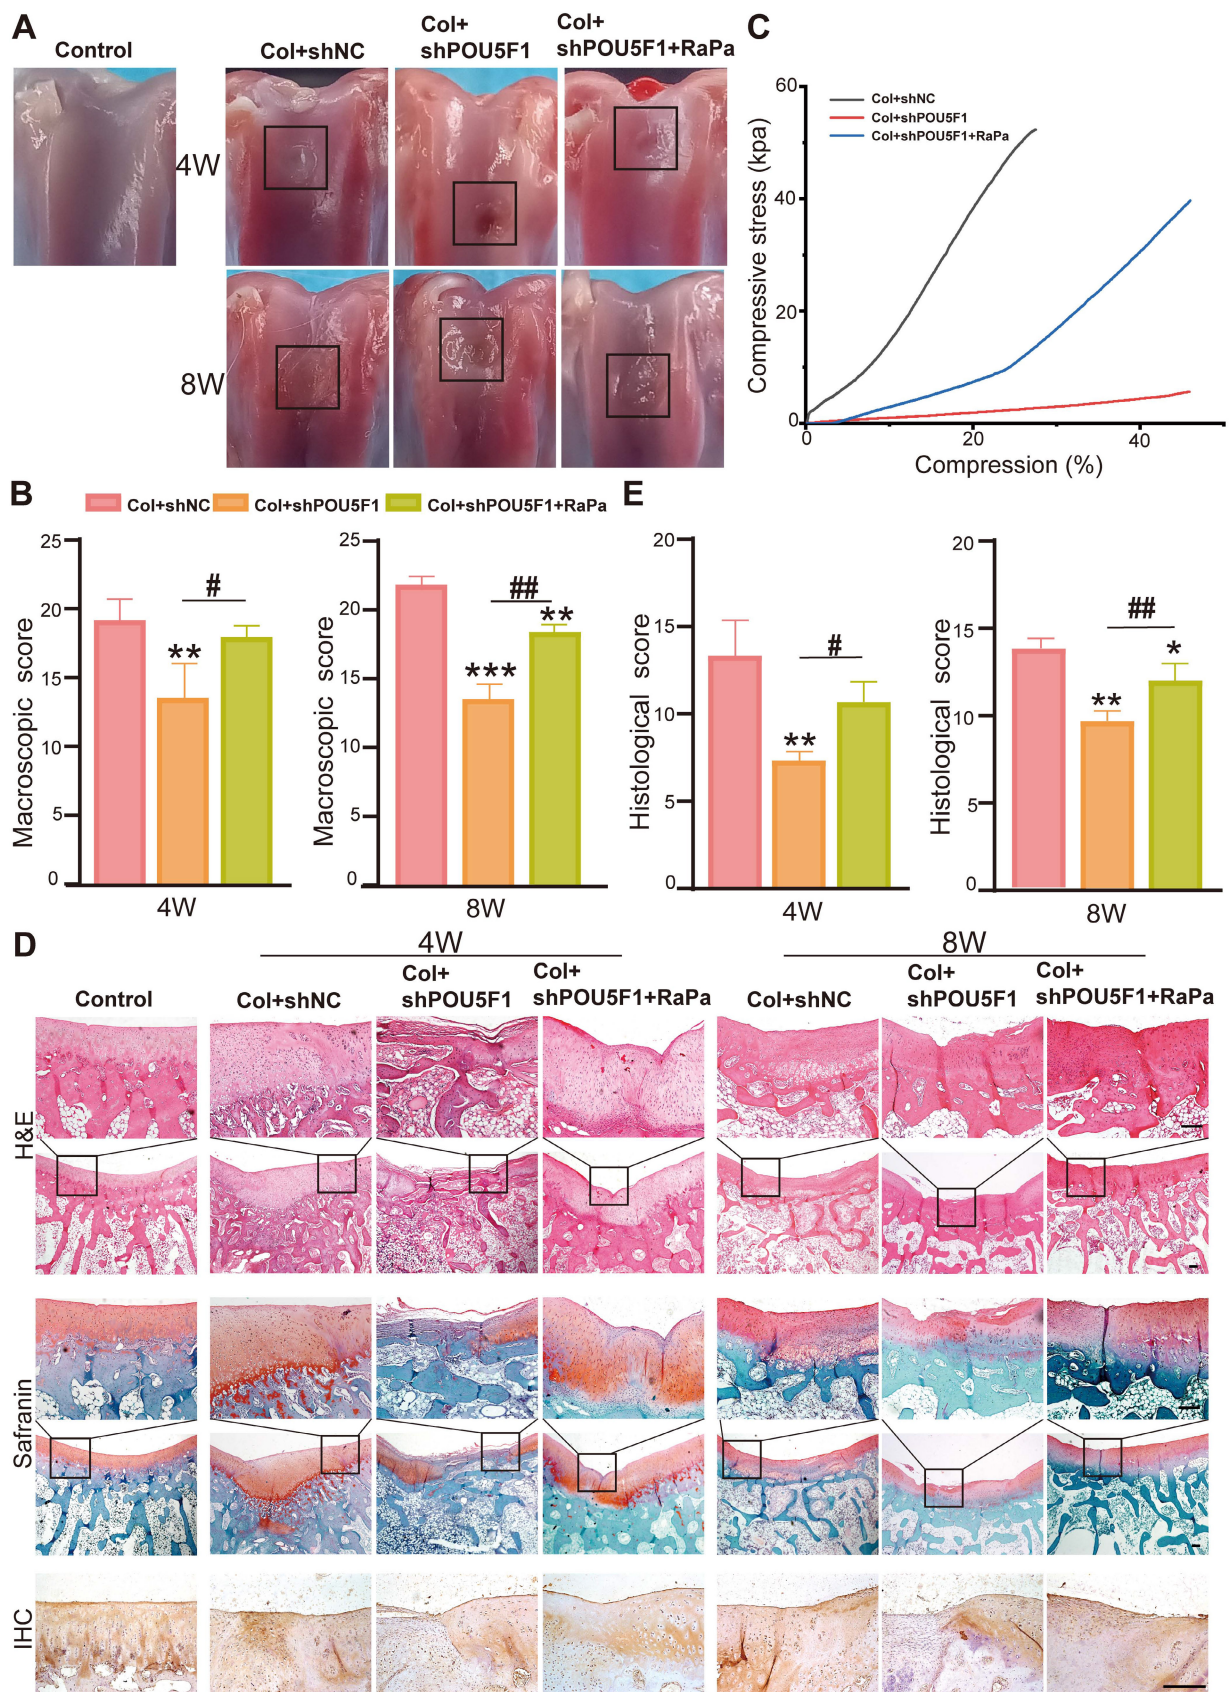 A
Control
Col+shNC
Col+
shPOU5F1
Col+
shPOU5F1+RaPa
4W
8W
C
60
40
20
0
0
20
40
Compressive stress (kpa)
Compression (%)
Col+shNC
Col+shPOU5F1
Col+shPOU5F1+RaPa
B
Col+shNC
Col+shPOU5F1
Col+shPOU5F1+RaPa
Macroscopic score
25
20
15
10
5
0
**
#
4W
Macroscopic score
25
20
15
10
5
0
***
##
**
8W
E
Histological score
20
15
10
5
0
**
#
4W
Histological score
20
15
10
5
0
**
##
*
8W
D
4W
8W
Control
Col+shNC
Col+
shPOU5F1
Col+
shPOU5F1+RaPa
Col+shNC
Col+
shPOU5F1
Col+
shPOU5F1+RaPa
H&E
Safranin
IHC